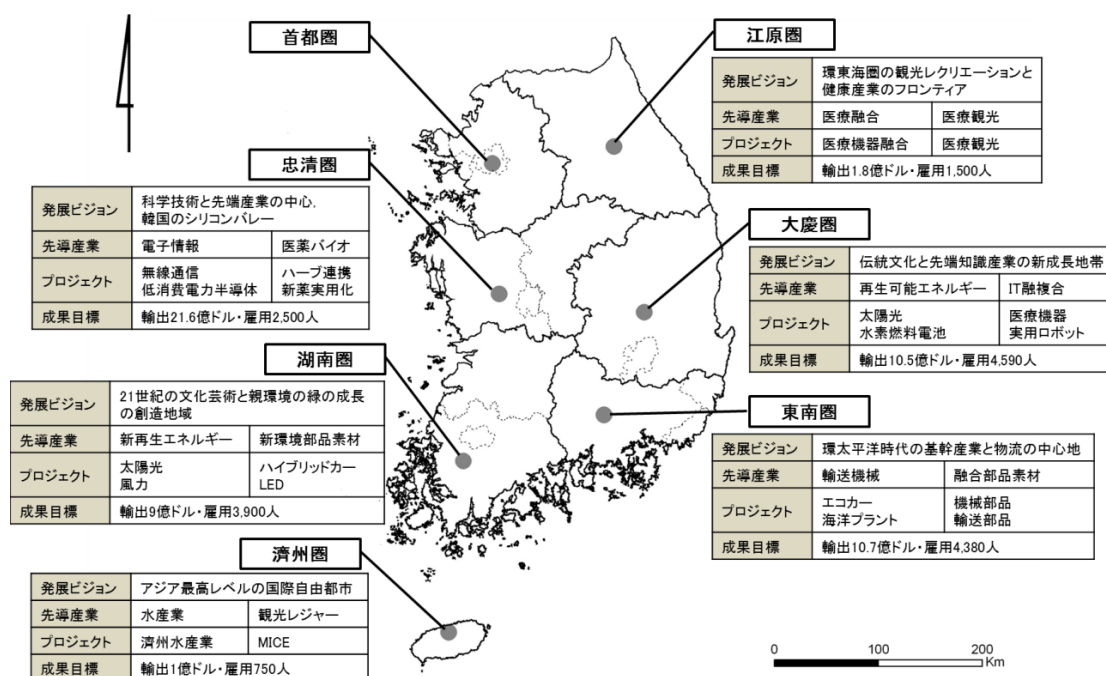 首都圏
江原圏
発展ビジョン 環東海圏の観光レクリエーションと
健康産業のフロンティア
先導産業 医療融合 医療観光
プロジェクト 医療機器融合 医療観光
成果目標 輸出1.8億ドル・雇用1,500人
忠清圏
発展ビジョン 科学技術と先端産業の中心,
韓国のシリコンバレー
先導産業 電子情報 医薬バイオ
プロジェクト 無線通信 ハーブ連携
低消費電力半導体 新薬実用化
成果目標 輸出21.6億ドル・雇用2,500人
大慶圏
発展ビジョン 伝統文化と先端知識産業の新成長地帯
先導産業 再生可能エネルギー IT融複合
プロジェクト 太陽光 医療機器
水素燃料電池 実用ロボット
成果目標 輸出10.5億ドル・雇用4,590人
湖南圏
発展ビジョン 21世紀の文化芸術と親環境の緑の成長
の創造地域
先導産業 新再生エネルギー 新環境部品素材
プロジェクト 太陽光 ハイブリッドカー
風力 LED
成果目標 輸出9億ドル・雇用3,900人
東南圏
発展ビジョン 環太平洋時代の基幹産業と物流の中心地
先導産業 輸送機械 融合部品素材
プロジェクト エコカー 機械部品
海洋プラント 輸送部品
成果目標 輸出10.7億ドル・雇用4,380人
済州圏
発展ビジョン アジア最高レベルの国際自由都市
先導産業 水産業 観光レジャー
プロジェクト 済州水産業 MICE
成果目標 輸出1億ドル・雇用750人
0 100 200
Km